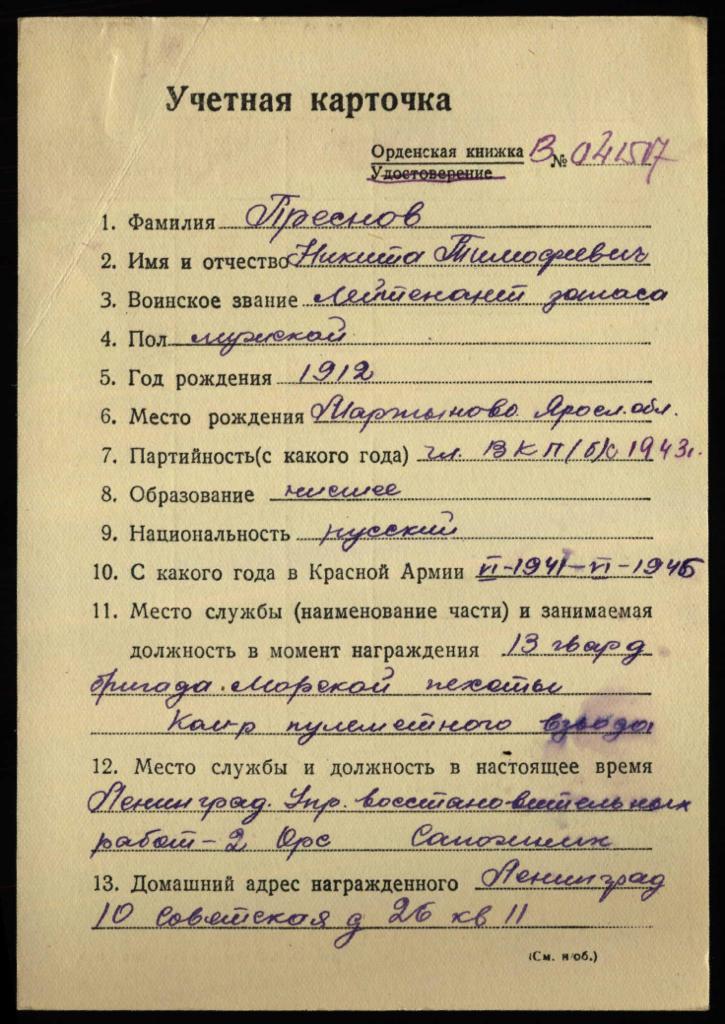 Учетная карточка
Орденская книжка В № 041507
Удостоверение
1. Фамилия Преснов
2. Имя и отчество Никита Тимофеевич
3. Воинское звание Лейтенант запаса
4. Пол мужской
5. Год рождения 1912
6. Место рождения Мартыново Яросл. обл.
7. Партийность(с какого года) чл. ВКП(б) с 1943г.
8. Образование низшее
9. Национальность русский
10. С какого года в Красной Армии VI-1941-VI-1945
11. Место службы (наименование части) и занимаемая
должность в момент награждения 13 гвард
бригада Морской пехоты
Ком-р пулеметного взвода
12. Место службы и должность в настоящее время
Ленинград. Упр. восстановительных
работ-2 Орс Сапожник
13. Домашний адрес награжденного Ленинград
10 Советская д 26 кв 11
(См. н/об.)